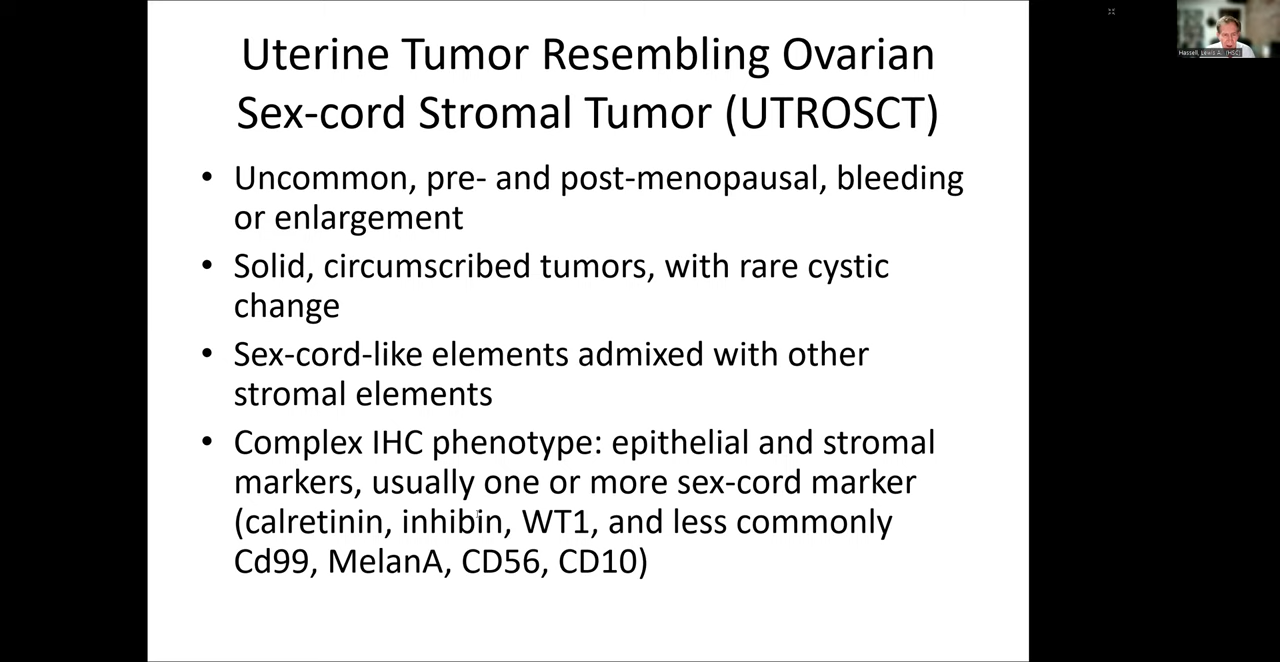 Uterine Tumor Resembling Ovarian
Sex-cord Stromal Tumor (UTROSCT)
• Uncommon, pre- and post-menopausal, bleeding
or enlargement
• Solid, circumscribed tumors, with rare cystic
change
• Sex-cord-like elements admixed with other
stromal elements
• Complex IHC phenotype: epithelial and stromal
markers, usually one or more sex-cord marker
(calretinin, inhibin, WT1, and less commonly
Cd99, MelanA, CD56, CD10)
Hassell, Lewis A. (HSC)